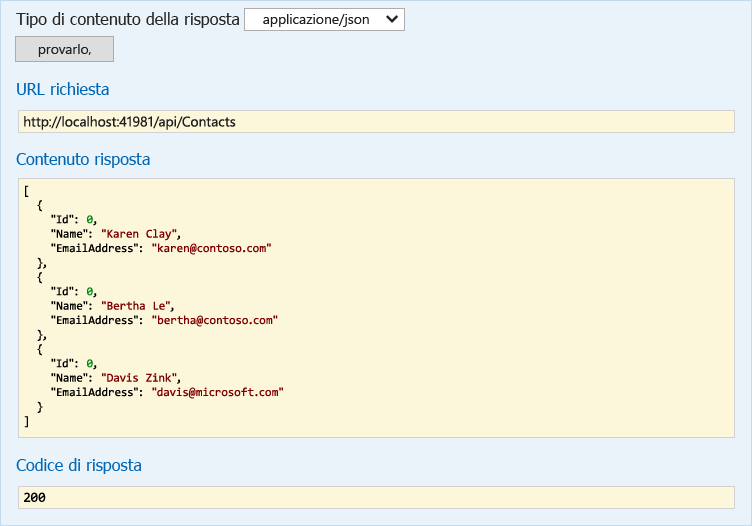 Tipo di contenuto della risposta applicazione/json
provarlo,
URL richiesta
http://localhost:41981/api/Contacts
Contenuto risposta
[
  {
    "Id": 0,
    "Name": "Karen Clay",
    "EmailAddress": "karen@contoso.com"
  },
  {
    "Id": 0,
    "Name": "Bertha Le",
    "EmailAddress": "bertha@contoso.com"
  },
  {
    "Id": 0,
    "Name": "Davis Zink",
    "EmailAddress": "davis@microsoft.com"
  }
]
Codice di risposta
200